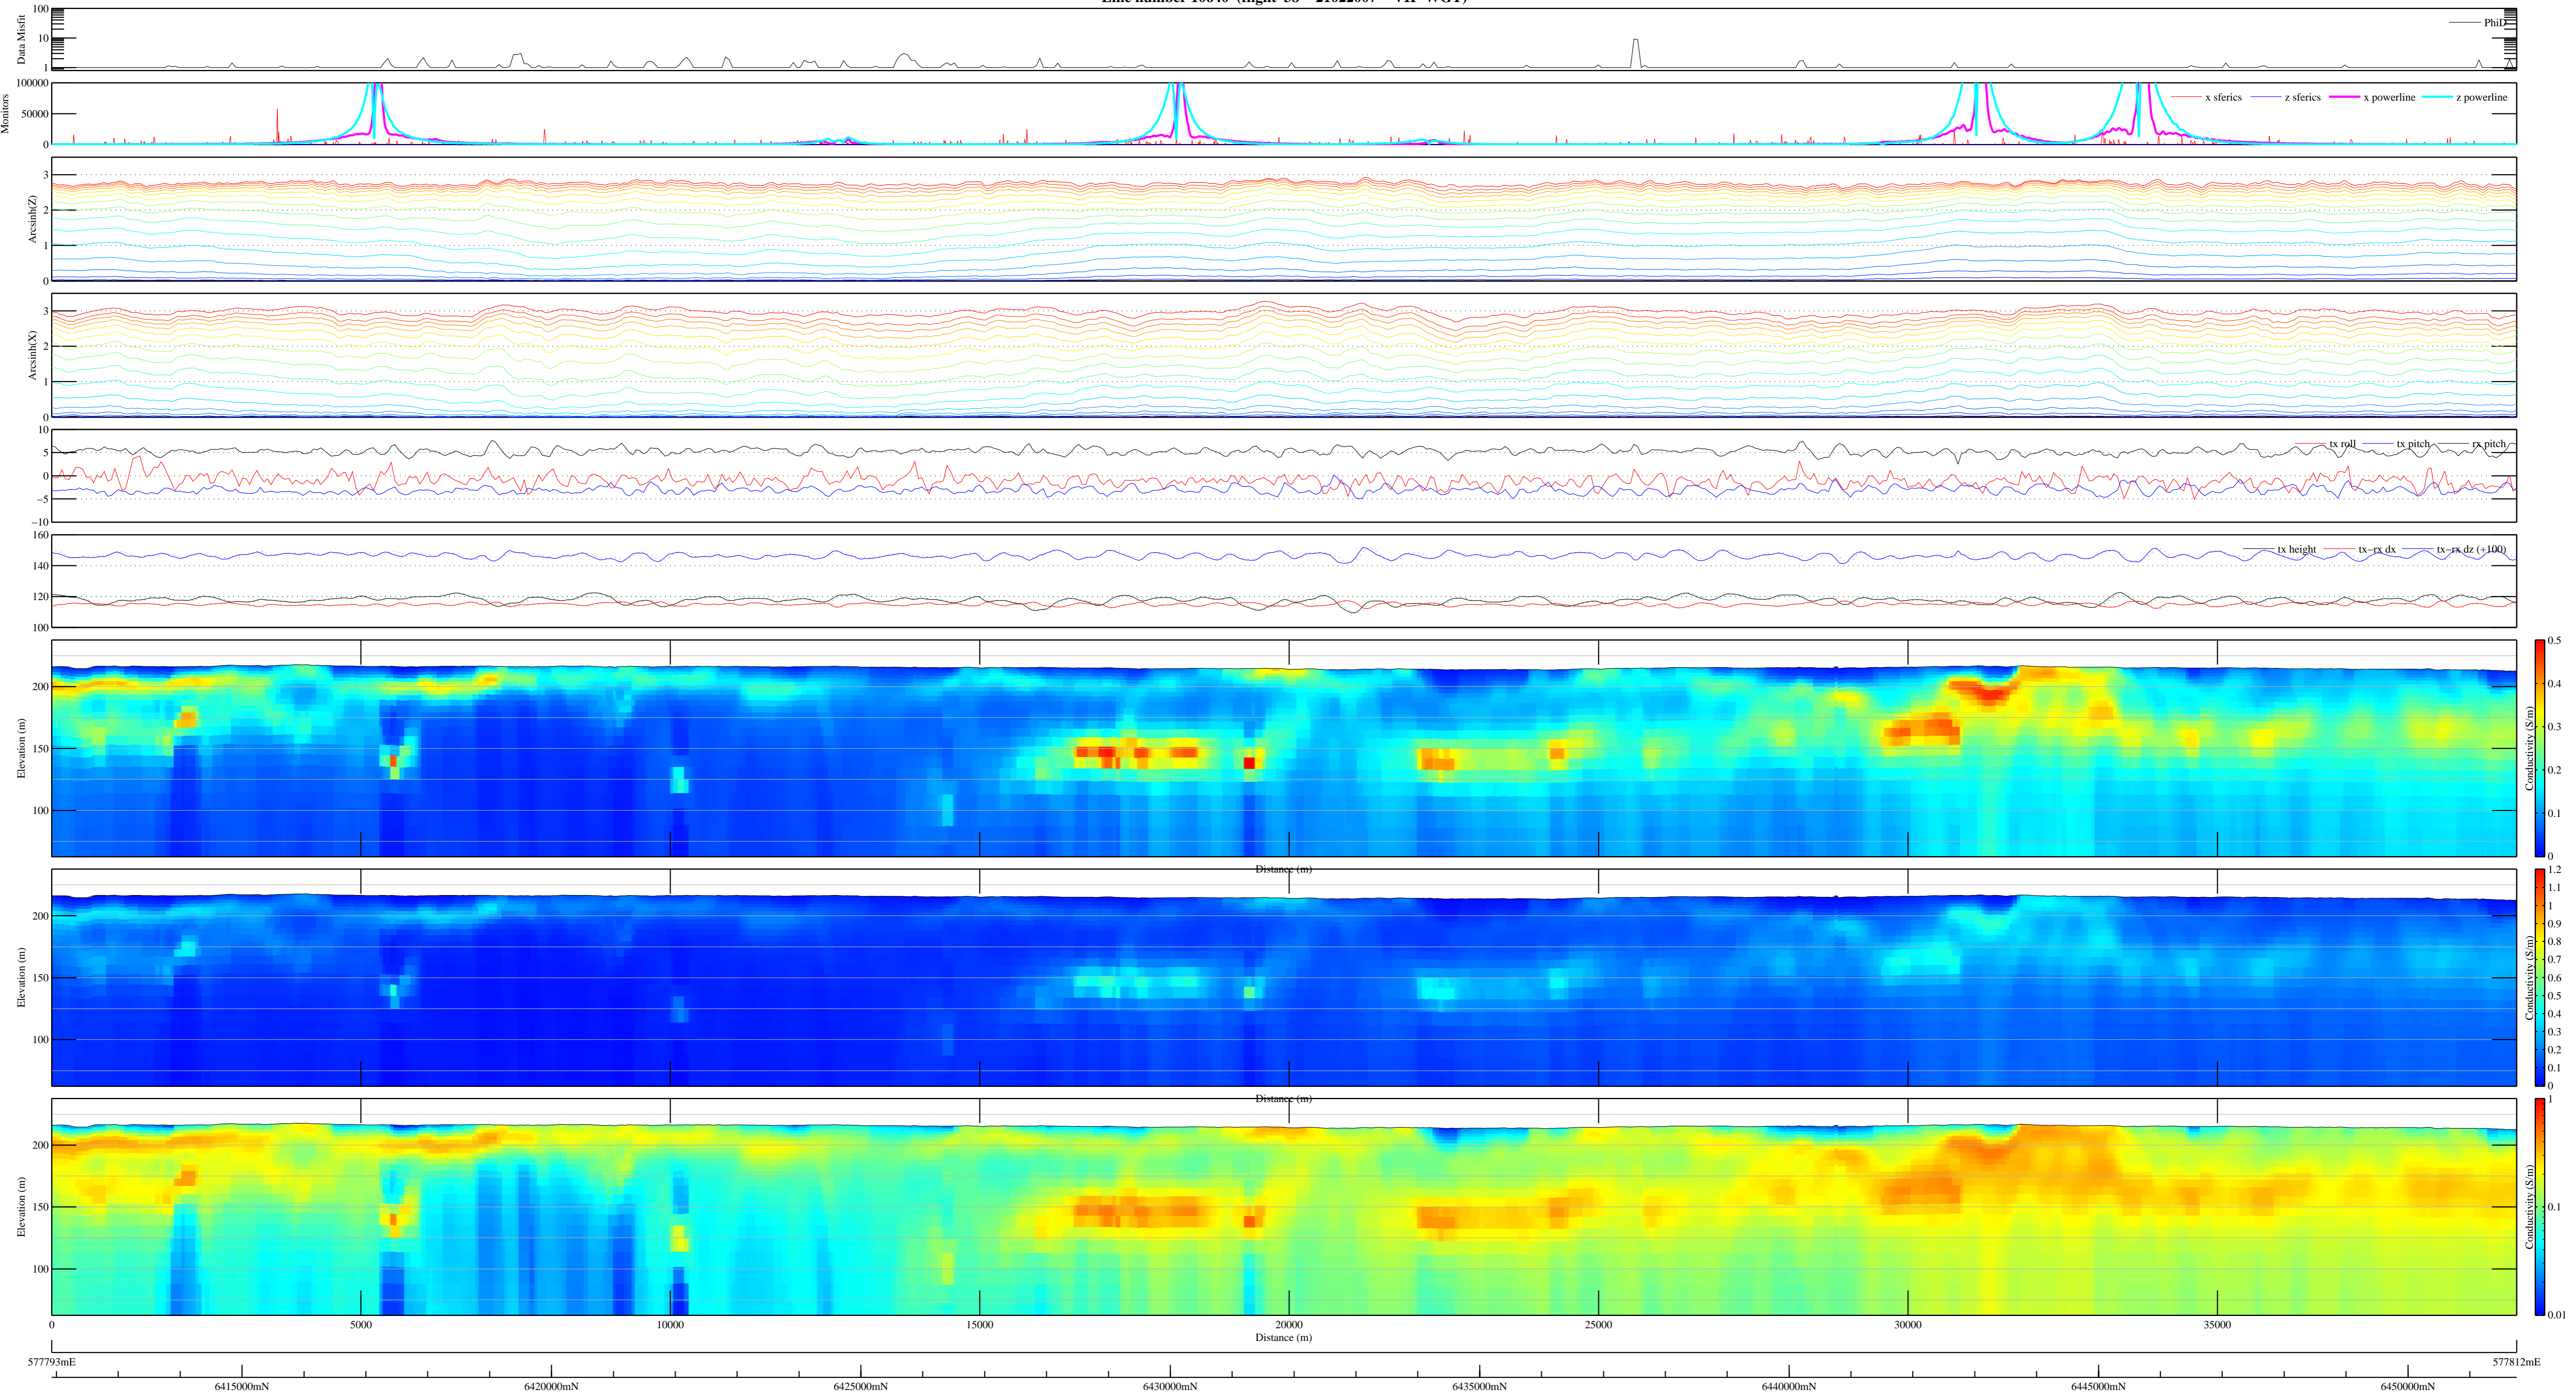 100
10
1
Data Misfit
PhiD
100000
50000
0
Monitors
x sferics
z sferics
x powerline
z powerline
3
2
1
0
Arcsinh(Z)
3
2
1
0
Arcsinh(X)
10
5
0
−5
−10
tx roll
tx pitch
rx pitch
160
140
120
100
tx height
tx−rx dx
tx−rx dz (+100)
200
150
100
Elevation (m)
Distance (m)
0.5
0.4
0.3
0.2
0.1
0
Conductivity (S/m)
200
150
100
Elevation (m)
Distance (m)
1.2
1.1
1
0.9
0.8
0.7
0.6
0.5
0.4
0.3
0.2
0.1
0
Conductivity (S/m)
200
150
100
Elevation (m)
1
0.1
0.01
Conductivity (S/m)
0 5000 10000 15000 20000 25000 30000 35000
Distance (m)
577793mE 577812mE
6415000mN 6420000mN 6425000mN 6430000mN 6435000mN 6440000mN 6445000mN 6450000mN